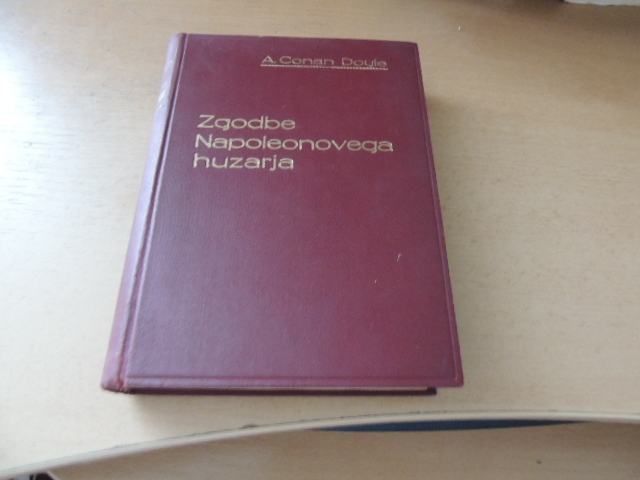 A. Conan Doyle
Zgodbe
Napoleonovega
huzarja